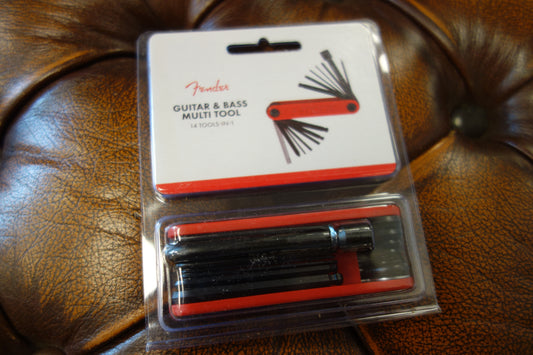 Fender
GUITAR & BASS
MULTI TOOL
14 TOOLS-IN-1